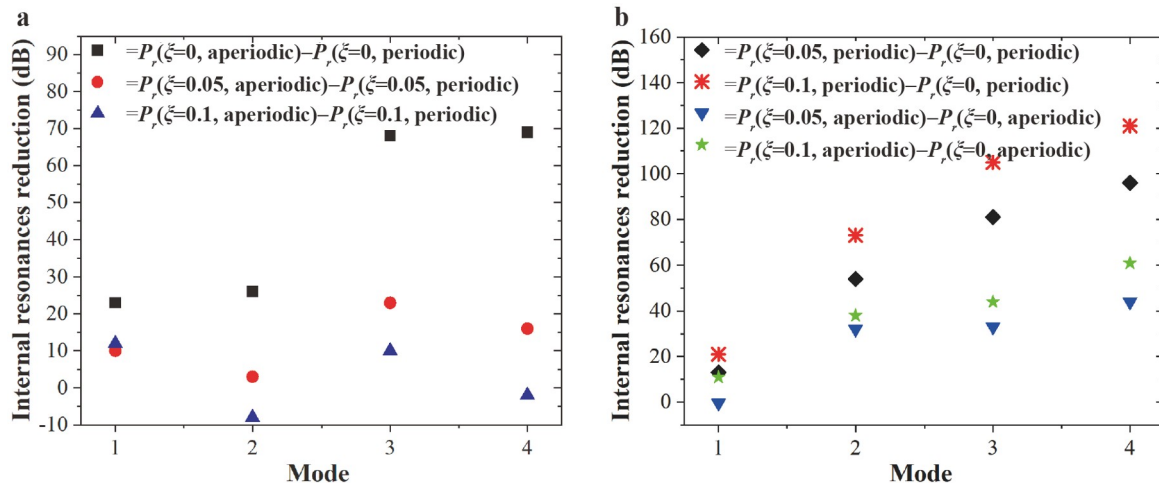 a
=Pr(ξ=0, aperiodic)−Pr(ξ=0, periodic)
=Pr(ξ=0.05, aperiodic)−Pr(ξ=0.05, periodic)
=Pr(ξ=0.1, aperiodic)−Pr(ξ=0.1, periodic)
Internal resonances reduction (dB)
90
80
70
60
50
40
30
20
10
0
-10
1 2 3 4
Mode
b
=Pr(ξ=0.05, periodic)−Pr(ξ=0, periodic)
=Pr(ξ=0.1, periodic)−Pr(ξ=0, periodic)
=Pr(ξ=0.05, aperiodic)−Pr(ξ=0, aperiodic)
=Pr(ξ=0.1, aperiodic)−Pr(ξ=0, aperiodic)
Internal resonances reduction (dB)
160
140
120
100
80
60
40
20
0
1 2 3 4
Mode